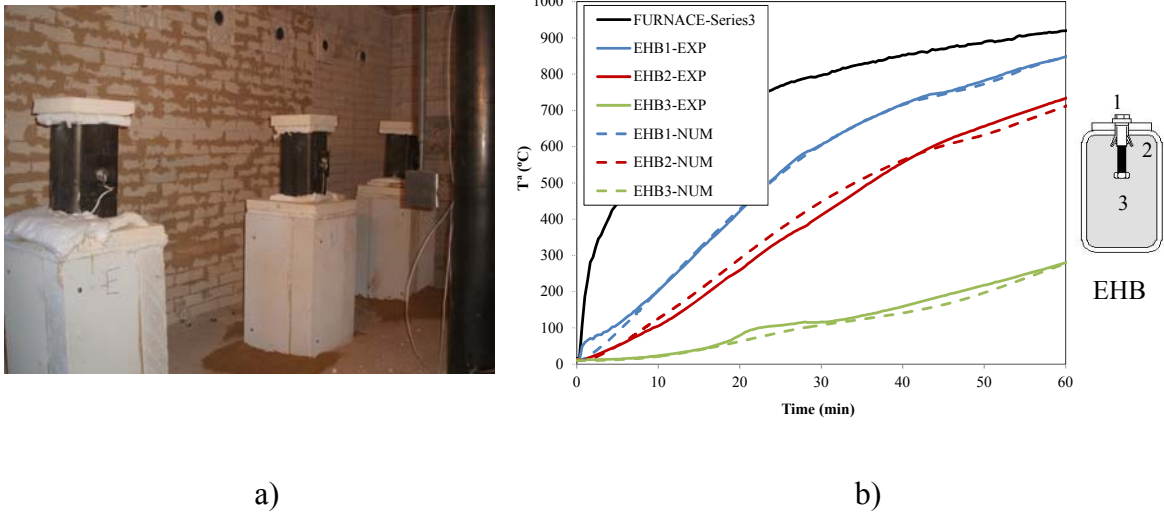 1000
900
800
700
600
500
400
300
200
100
0
Tª (ºC)
FURNACE-Series3
EHB1-EXP
EHB2-EXP
EHB3-EXP
EHB1-NUM
EHB2-NUM
EHB3-NUM
0 10 20 30 40 50 60
Time (min)
1
2
3
EHB
E
a) b)